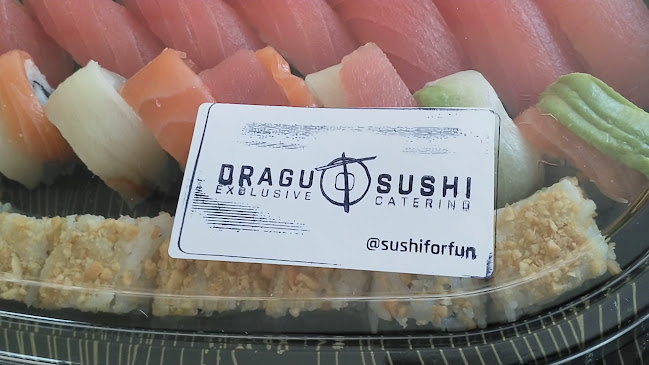 DRAGU SUSHI
EXCLUSIVE CATERING
@sushiforfun